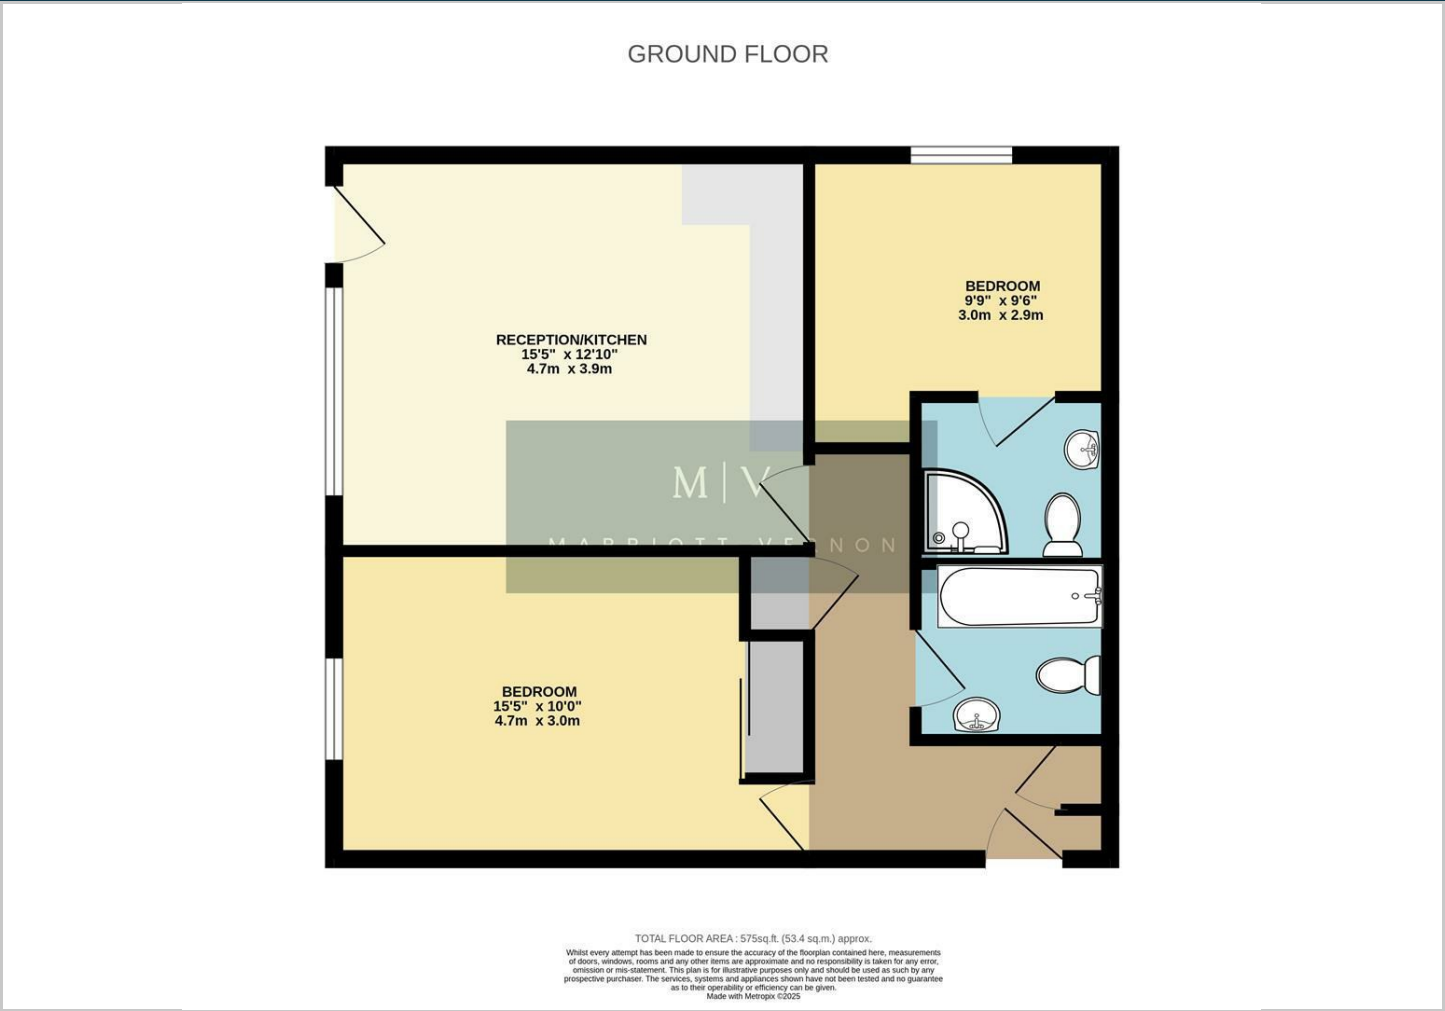 GROUND FLOOR
BEDROOM
9'9" x 9'6"
3.0m x 2.9m
RECEPTION/KITCHEN
15'5" x 12'10"
4.7m x 3.9m
M | V
MARRIOTT VERNON
BEDROOM
15'5" x 10'0"
4.7m x 3.0m
TOTAL FLOOR AREA : 575sq.ft. (53.4 sq.m.) approx.
Whilst every attempt has been made to ensure the accuracy of the floorplan contained here, measurements
of doors, windows, rooms and any other items are approximate and no responsibility is taken for any error,
omission or mis-statement. This plan is for illustrative purposes only and should be used as such by any
prospective purchaser. The services, systems and appliances shown have not been tested and no guarantee
as to their operability or efficiency can be given.
Made with Metropix ©2025